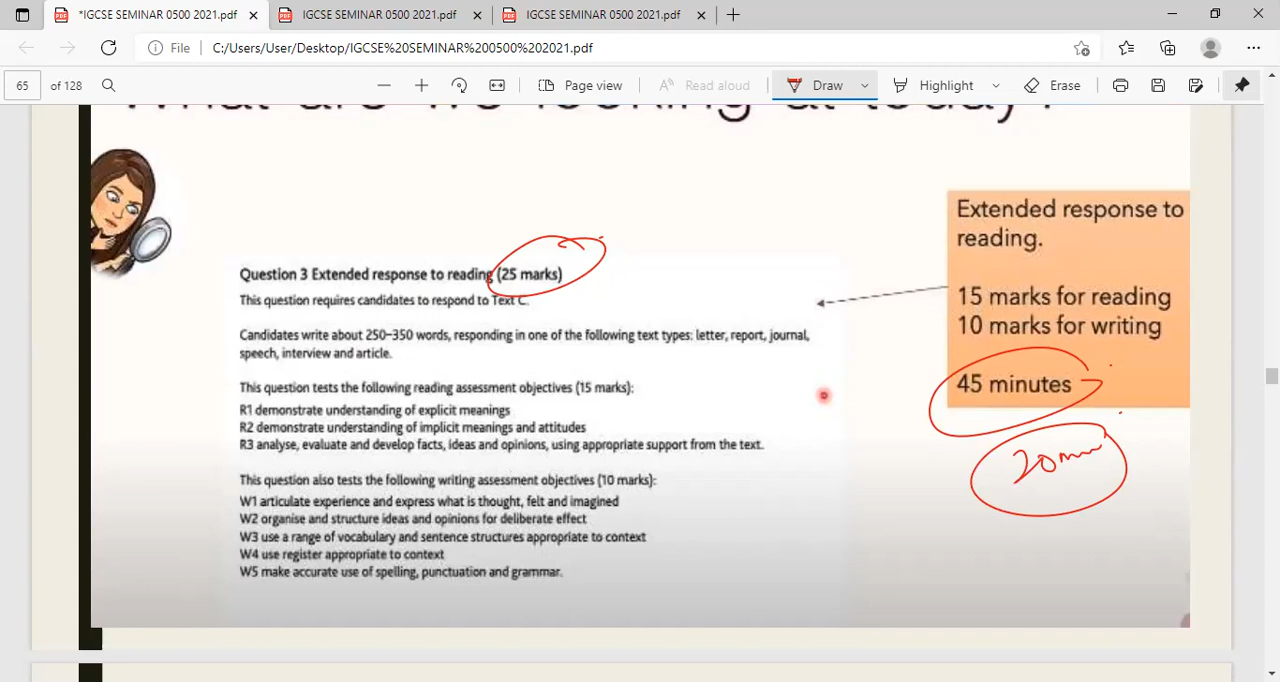 *IGCSE SEMINAR 0500 2021.pdf
IGCSE SEMINAR 0500 2021.pdf
IGCSE SEMINAR 0500 2021.pdf
File
C:/Users/User/Desktop/IGCSE%20SEMINAR%200500%202021.pdf
65 of 128
Page view
Read aloud
Draw
Highlight
Erase
What are we looking at today?
Question 3 Extended response to reading (25 marks)
This question requires candidates to respond to Text C.
Candidates write about 250–350 words, responding in one of the following text types: letter, report, journal,
speech, interview and article.
This question tests the following reading assessment objectives (15 marks):
R1 demonstrate understanding of explicit meanings
R2 demonstrate understanding of implicit meanings and attitudes
R3 analyse, evaluate and develop facts, ideas and opinions, using appropriate support from the text.
This question also tests the following writing assessment objectives (10 marks):
W1 articulate experience and express what is thought, felt and imagined
W2 organise and structure ideas and opinions for deliberate effect
W3 use a range of vocabulary and sentence structures appropriate to context
W4 use register appropriate to context
W5 make accurate use of spelling, punctuation and grammar.
Extended response to
reading.
15 marks for reading
10 marks for writing
45 minutes
20 min